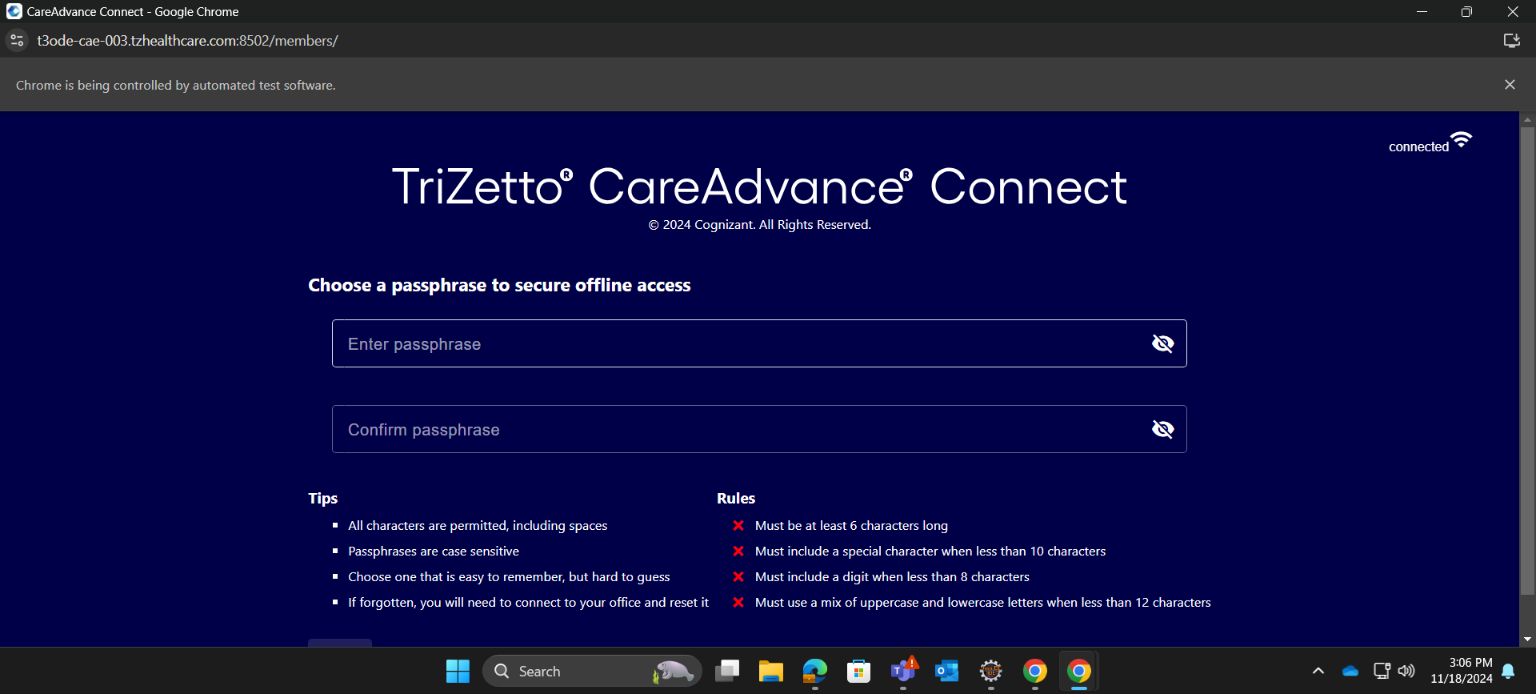 CareAdvance Connect - Google Chrome
t3ode-cae-003.tzhealthcare.com:8502/members/
Chrome is being controlled by automated test software.
connected
TriZetto® CareAdvance® Connect
© 2024 Cognizant. All Rights Reserved.
Choose a passphrase to secure offline access
Enter passphrase
Confirm passphrase
Tips
All characters are permitted, including spaces
Passphrases are case sensitive
Choose one that is easy to remember, but hard to guess
If forgotten, you will need to connect to your office and reset it
Rules
Must be at least 6 characters long
Must include a special character when less than 10 characters
Must include a digit when less than 8 characters
Must use a mix of uppercase and lowercase letters when less than 12 characters
Search
3:06 PM
11/18/2024